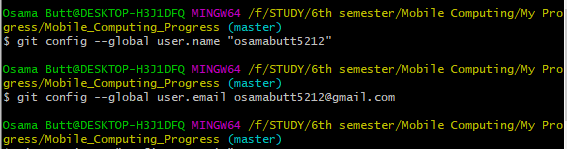 Osama Butt@DESKTOP-H3J1DFQ MINGW64 /f/STUDY/6th semester/Mobile Computing/My Pro
gress/Mobile_Computing_Progress (master)
$ git config --global user.name "osamabutt5212"
Osama Butt@DESKTOP-H3J1DFQ MINGW64 /f/STUDY/6th semester/Mobile Computing/My Pro
gress/Mobile_Computing_Progress (master)
$ git config --global user.email osamabutt5212@gmail.com
Osama Butt@DESKTOP-H3J1DFQ MINGW64 /f/STUDY/6th semester/Mobile Computing/My Pro
gress/Mobile_Computing_Progress (master)